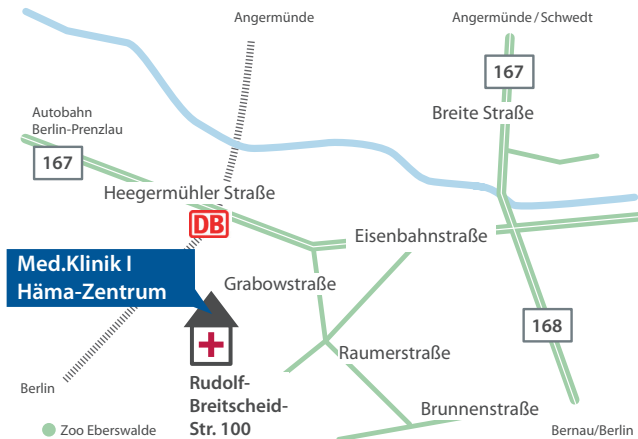 Angermünde
Angermünde/Schwedt
167
Breite Straße
Autobahn
Berlin-Prenzlau
167
Heegermühler Straße
DB
Eisenbahnstraße
Med.Klinik I
Häma-Zentrum
Grabowstraße
168
Raumerstraße
Berlin
Rudolf-
Breitscheid-
Str. 100
Brunnenstraße
Zoo Eberswalde
Bernau/Berlin